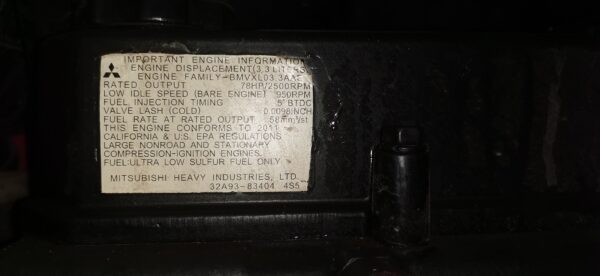 IMPORTANT ENGINE INFORMATION
ENGINE DISPLACEMENT(3,3 LITERS)
ENGINE FAMILY-BMVXL03.3AAE
RATED OUTPUT 78HP/2500RPM
LOW IDLE SPEED (BARE ENGINE) 950RPM
FUEL INJECTION TIMING 5°BTDC
VALVE LASH (COLD) 0.0098INCH
FUEL RATE AT RATED OUTPUT 58mm³/st
THIS ENGINE CONFORMS TO 2011
CALIFORNIA & U.S. EPA REGULATIONS
LARGE NONROAD AND STATIONARY
COMPRESSION-IGNITION ENGINES.
FUEL:ULTRA LOW SULFUR FUEL ONLY
MITSUBISHI HEAVY INDUSTRIES, LTD.
32A93-83404 4S5